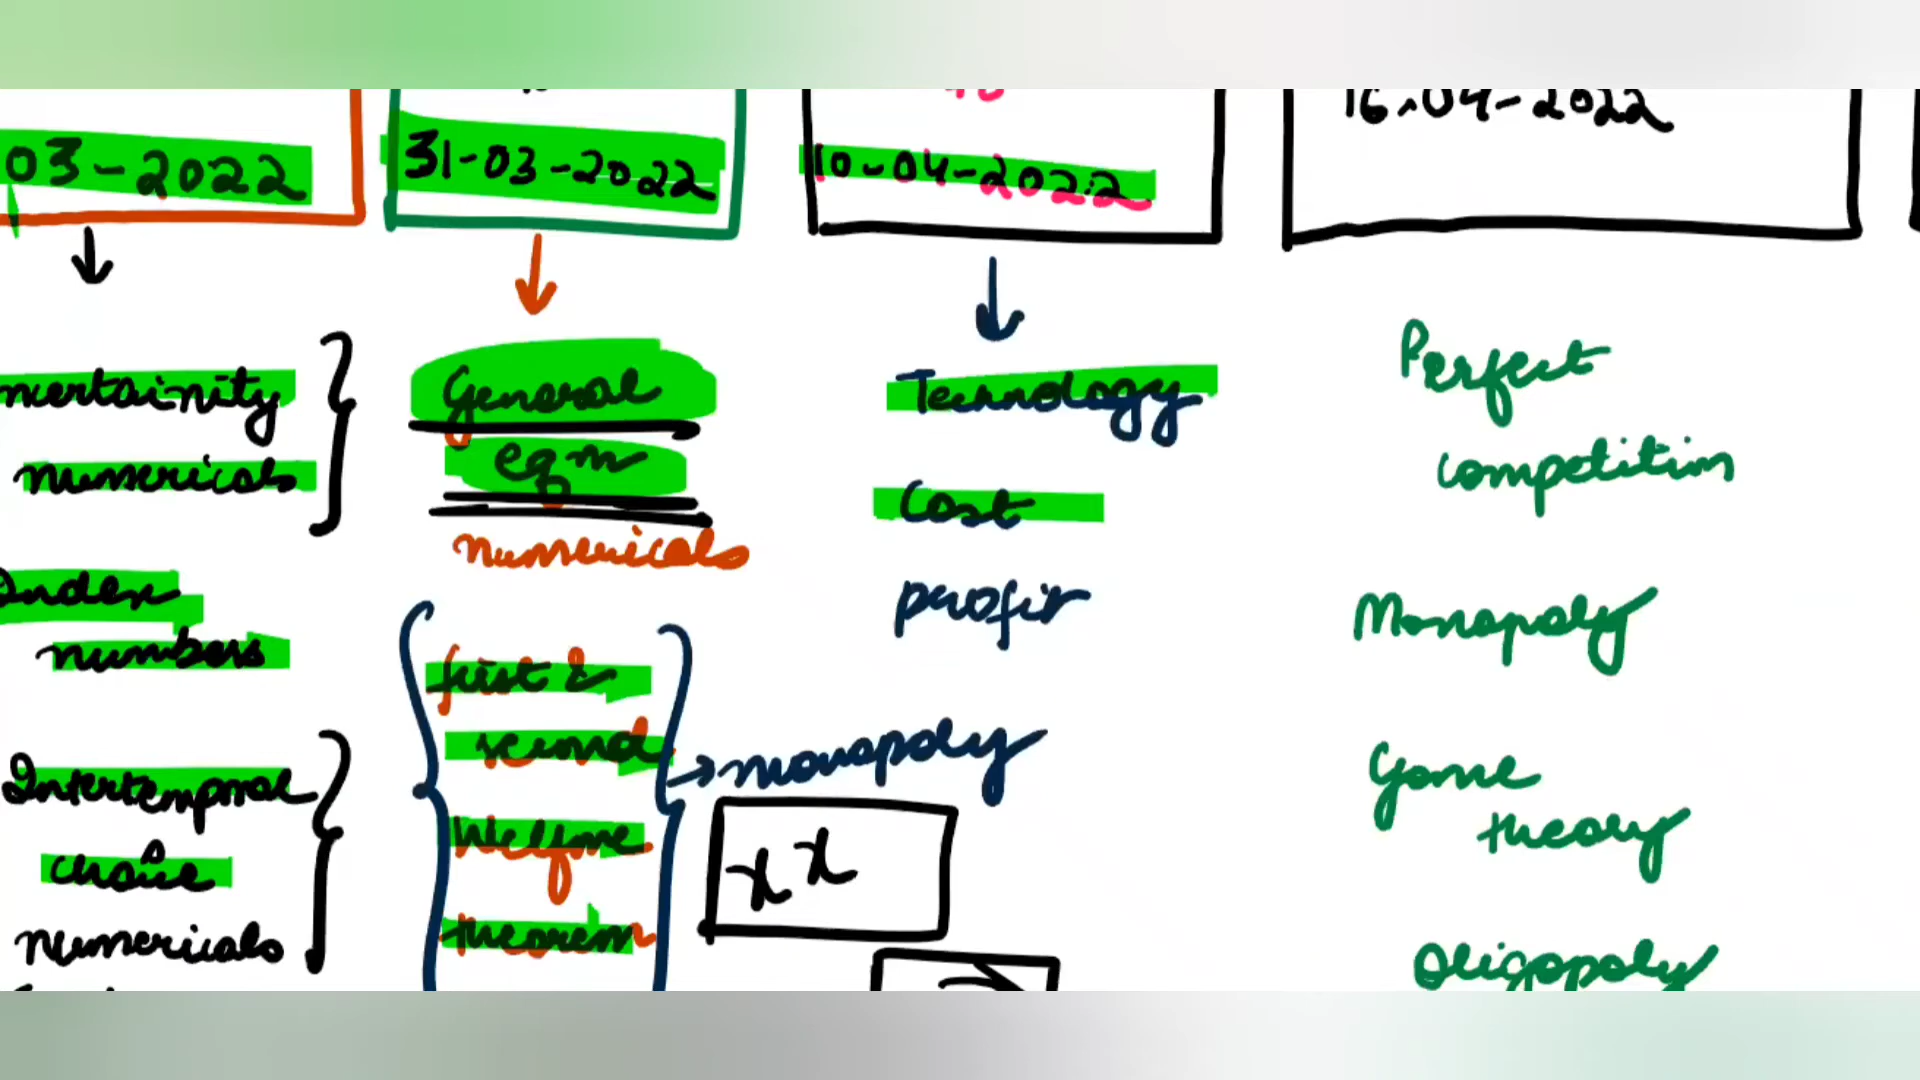 03-2022
uncertainity
numericals
Index
numbers
Intertemporal
choice
numericals
31-03-2022
General
eqm
numericals
first &
second
Welfare
theorem
10-04-2022
Technology
Cost
profit
→ monopoly
x x
16-04-2022
Perfect
competition
Monopoly
Game
theory
Oligopoly